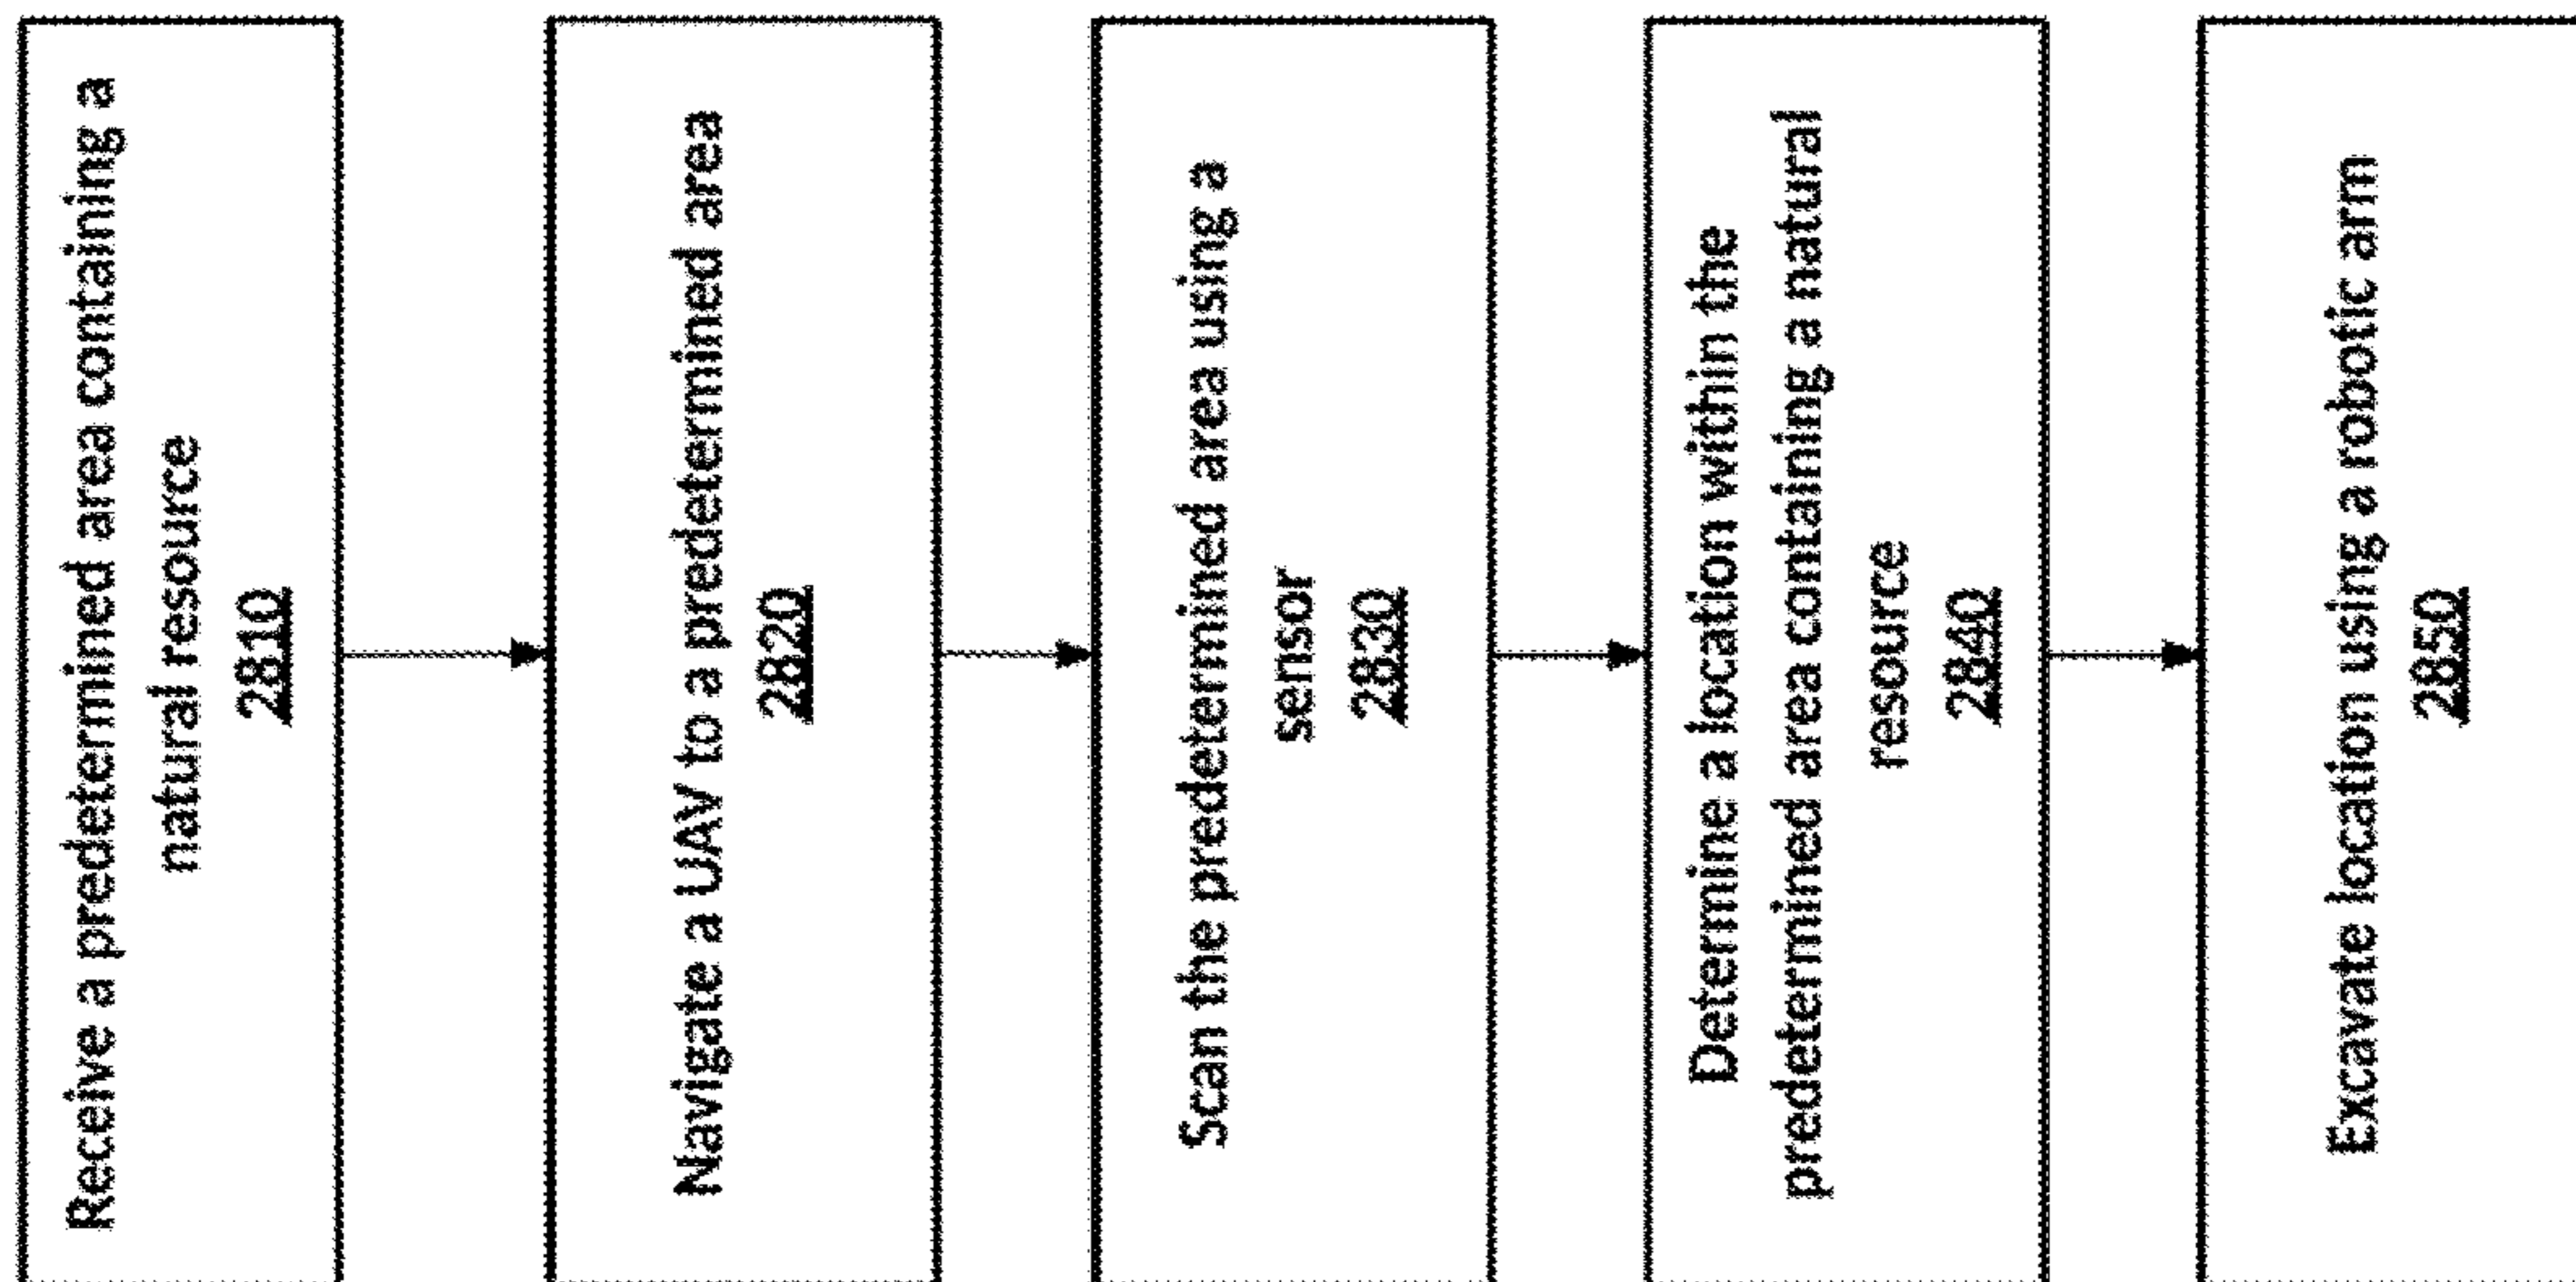 Receive a predetermined area containing a
natural resource
2810
Navigate a UAV to a predetermined area
2820
Scan the predetermined area using a
sensor
2830
Determine a location within the
predetermined area containing a natural
resource
2840
Excavate location using a robotic arm
2850